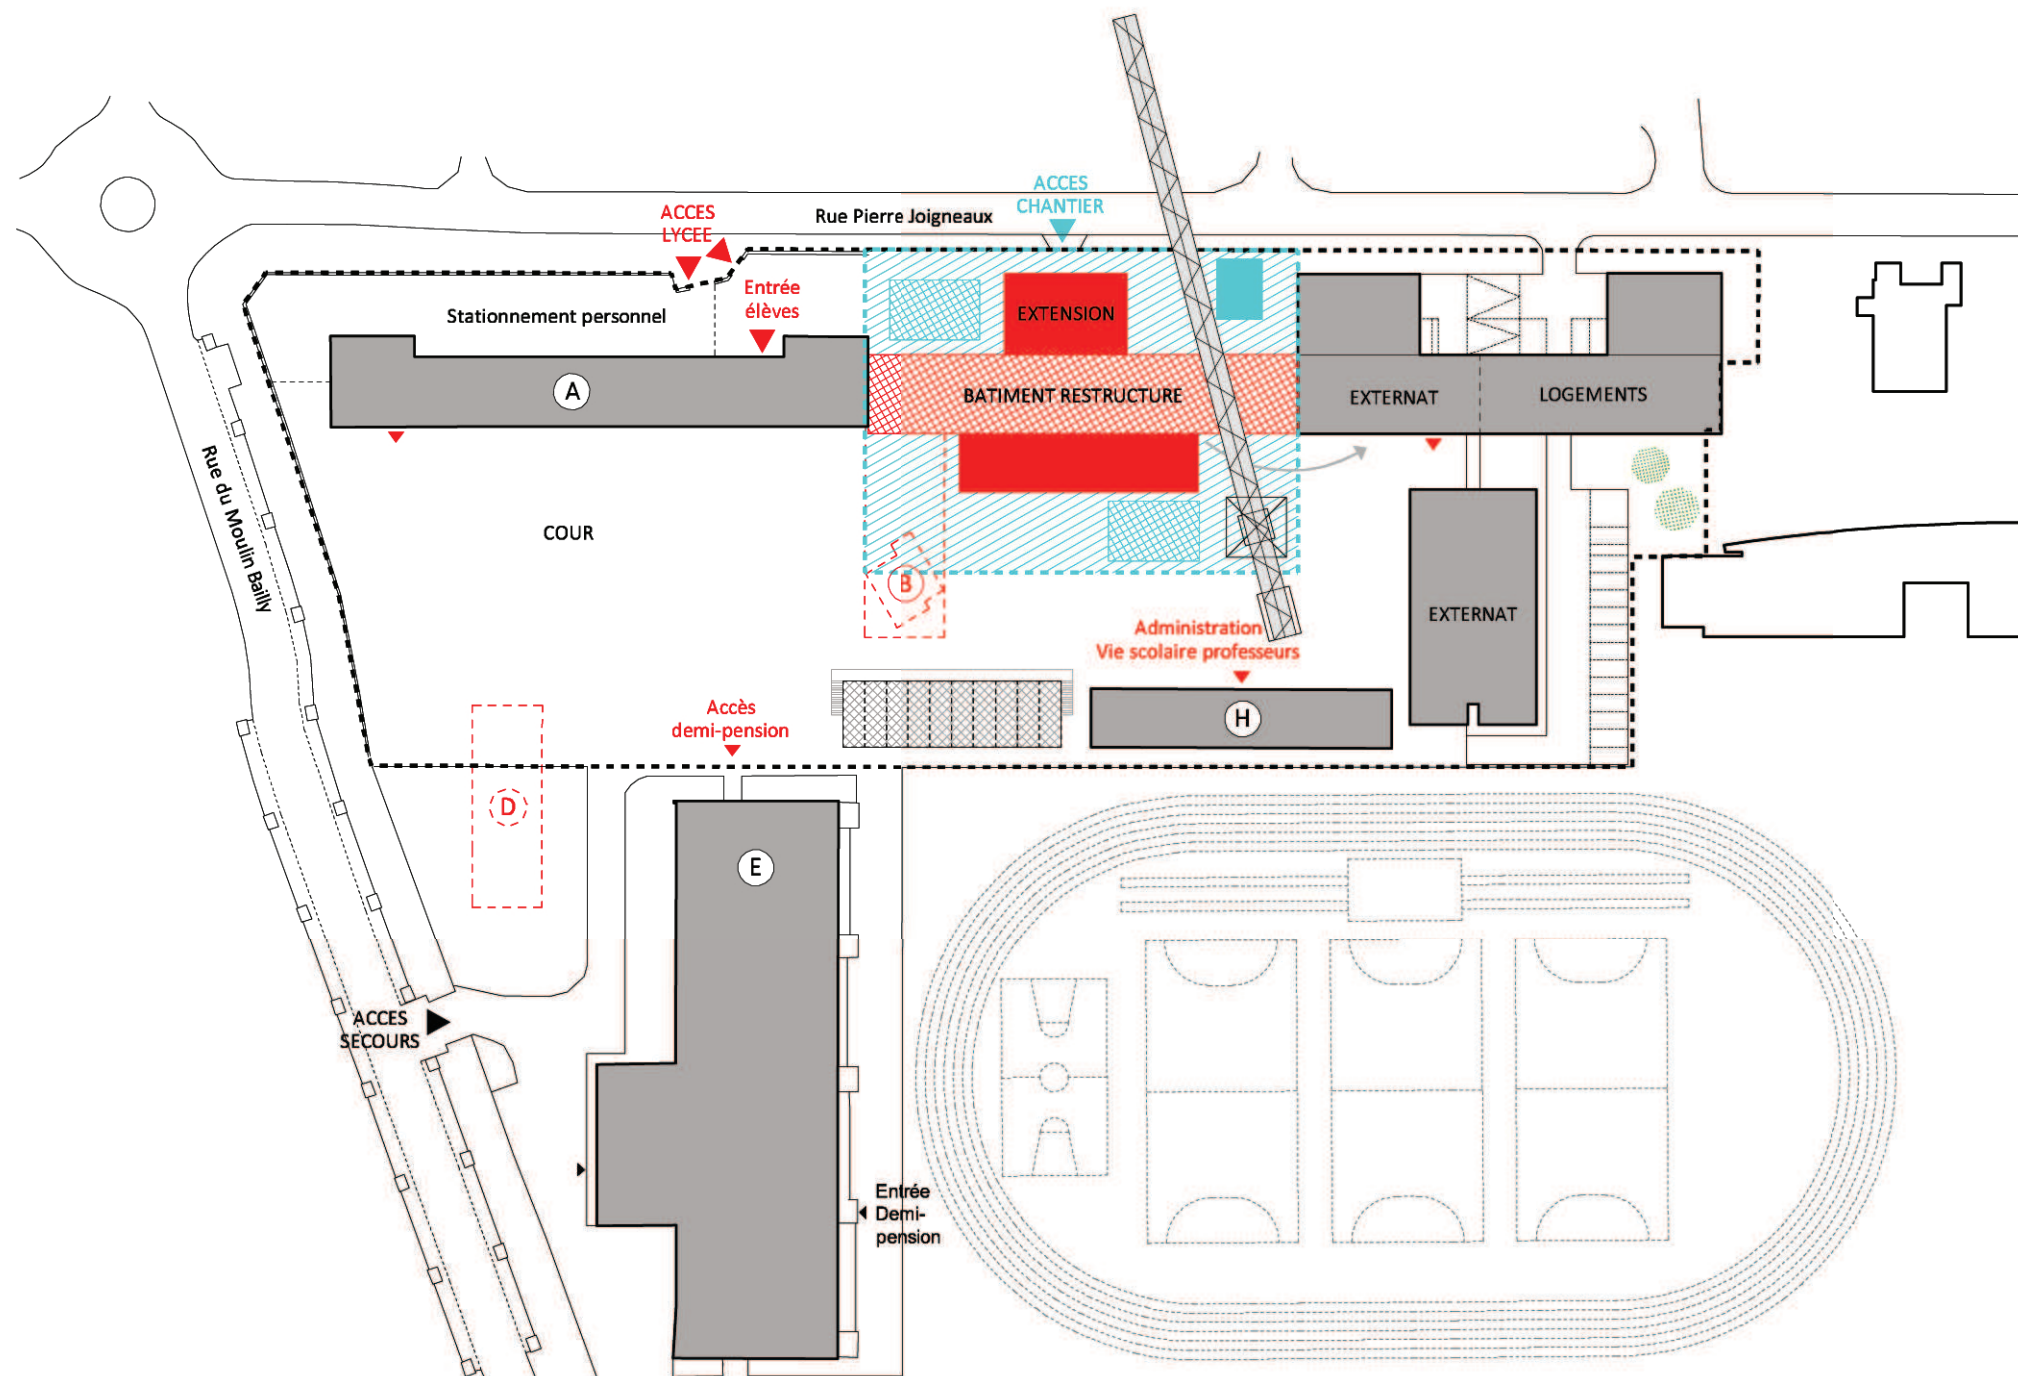 ACCES
CHANTIER
ACCES
LYCEE
Rue Pierre Joigneaux
Entrée
élèves
Stationnement personnel
EXTENSION
A
BATIMENT RESTRUCTURE
EXTERNAT
LOGEMENTS
Rue du Moulin Bailly
COUR
B
EXTERNAT
Administration
Vie scolaire professeurs
Accès
demi-pension
H
D
E
ACCES
SECOURS
Entrée
Demi-
pension